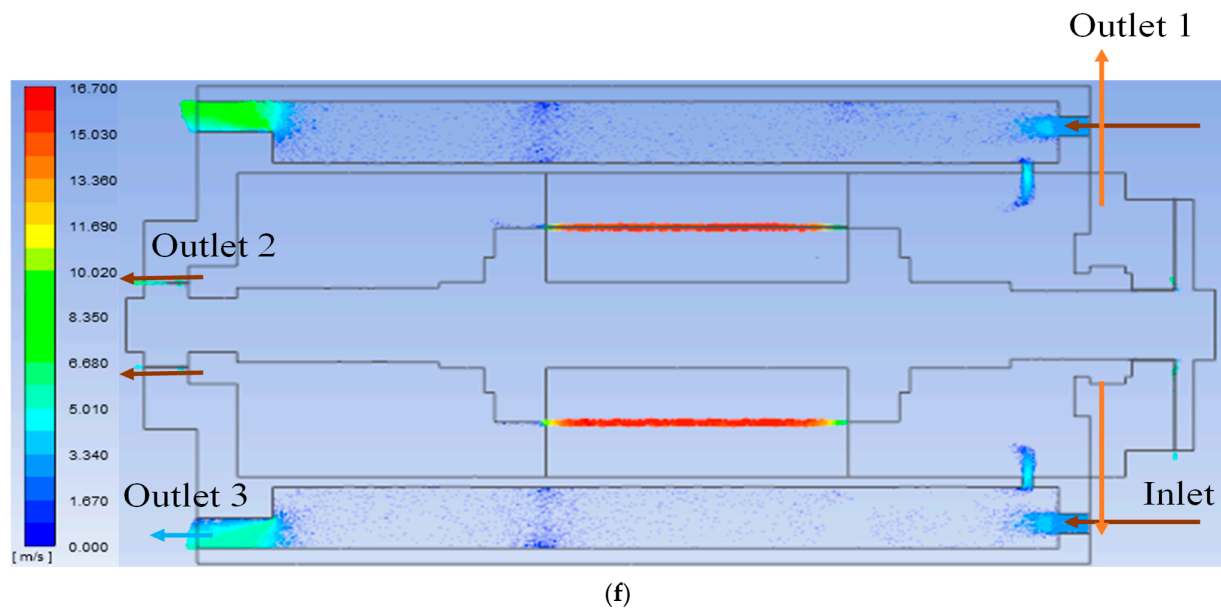 Outlet 1
16.700
15.030
13.360
11.690
Outlet 2
10.020
8.350
6.680
5.010
3.340
1.670
Outlet 3
Inlet
0.000
[ m/s ]
(f)